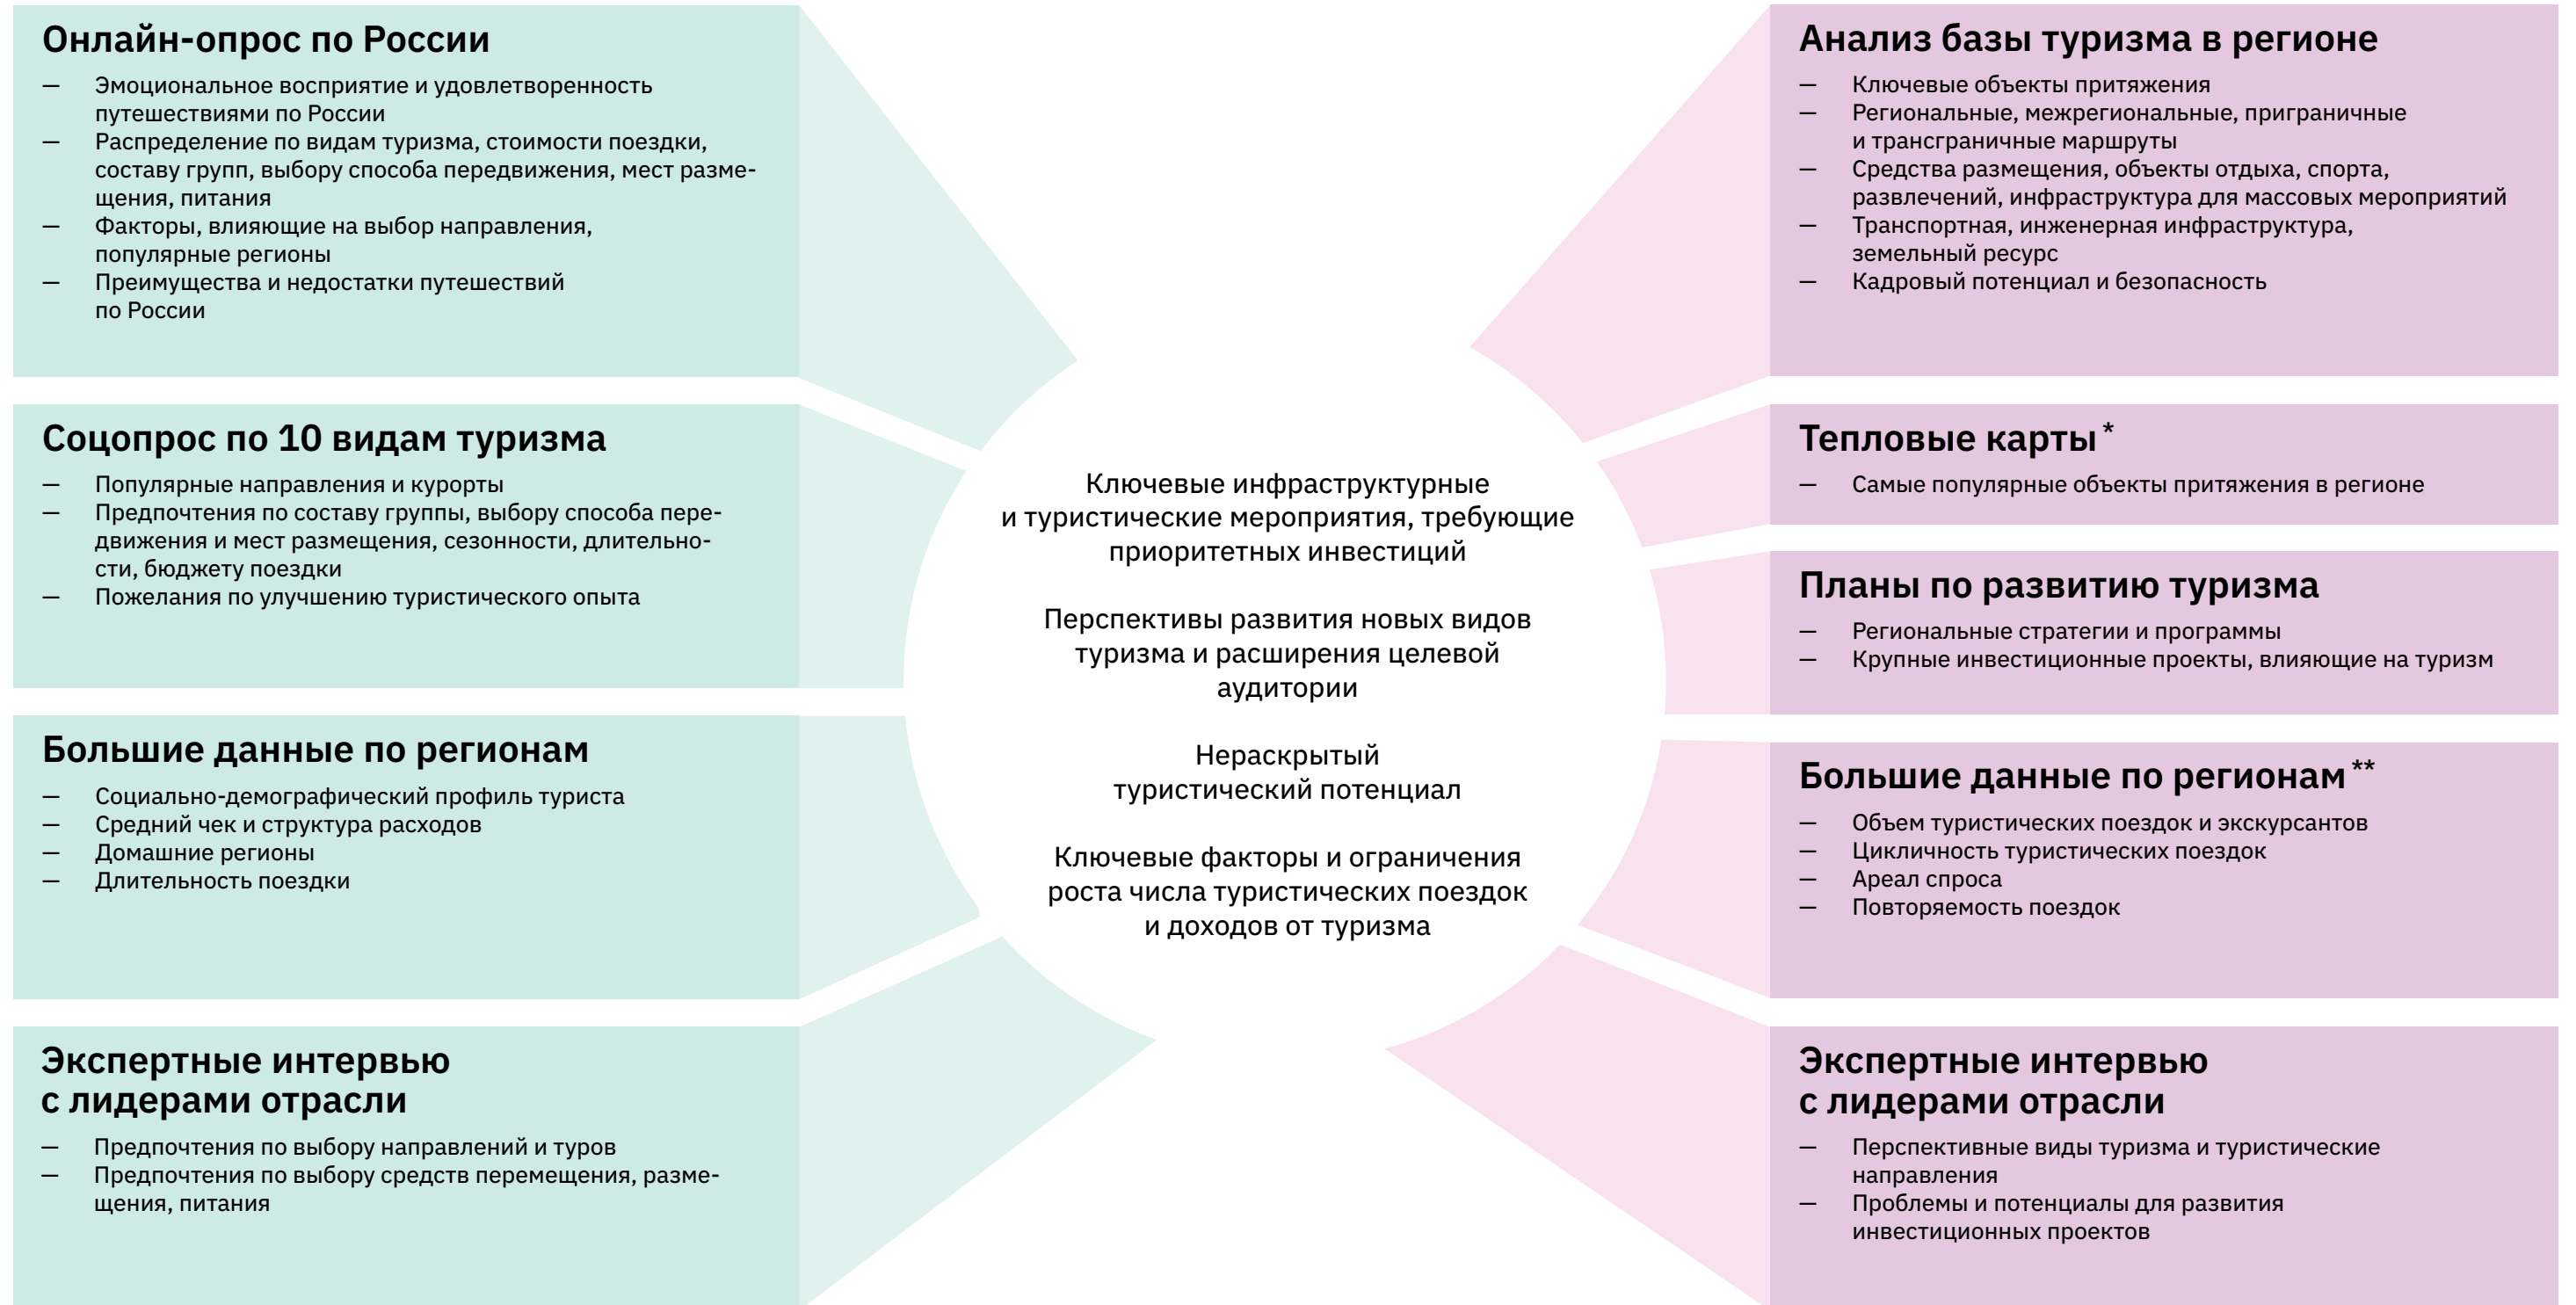 Онлайн-опрос по России
— Эмоциональное восприятие и удовлетворенность
путешествиями по России
— Распределение по видам туризма, стоимости поездки,
составу групп, выбору способа передвижения, мест разме-
щения, питания
— Факторы, влияющие на выбор направления,
популярные регионы
— Преимущества и недостатки путешествий
по России
Соцопрос по 10 видам туризма
— Популярные направления и курорты
— Предпочтения по составу группы, выбору способа пере-
движения и мест размещения, сезонности, длительно-
сти, бюджету поездки
— Пожелания по улучшению туристического опыта
Большие данные по регионам
— Социально-демографический профиль туриста
— Средний чек и структура расходов
— Домашние регионы
— Длительность поездки
Экспертные интервью
с лидерами отрасли
— Предпочтения по выбору направлений и туров
— Предпочтения по выбору средств перемещения, разме-
щения, питания
Ключевые инфраструктурные
и туристические мероприятия, требующие
приоритетных инвестиций
Перспективы развития новых видов
туризма и расширения целевой
аудитории
Нераскрытый
туристический потенциал
Ключевые факторы и ограничения
роста числа туристических поездок
и доходов от туризма
Анализ базы туризма в регионе
— Ключевые объекты притяжения
— Региональные, межрегиональные, приграничные
и трансграничные маршруты
— Средства размещения, объекты отдыха, спорта,
развлечений, инфраструктура для массовых мероприятий
— Транспортная, инженерная инфраструктура,
земельный ресурс
— Кадровый потенциал и безопасность
Тепловые карты*
— Самые популярные объекты притяжения в регионе
Планы по развитию туризма
— Региональные стратегии и программы
— Крупные инвестиционные проекты, влияющие на туризм
Большие данные по регионам**
— Объем туристических поездок и экскурсантов
— Цикличность туристических поездок
— Ареал спроса
— Повторяемость поездок
Экспертные интервью
с лидерами отрасли
— Перспективные виды туризма и туристические
направления
— Проблемы и потенциалы для развития
инвестиционных проектов